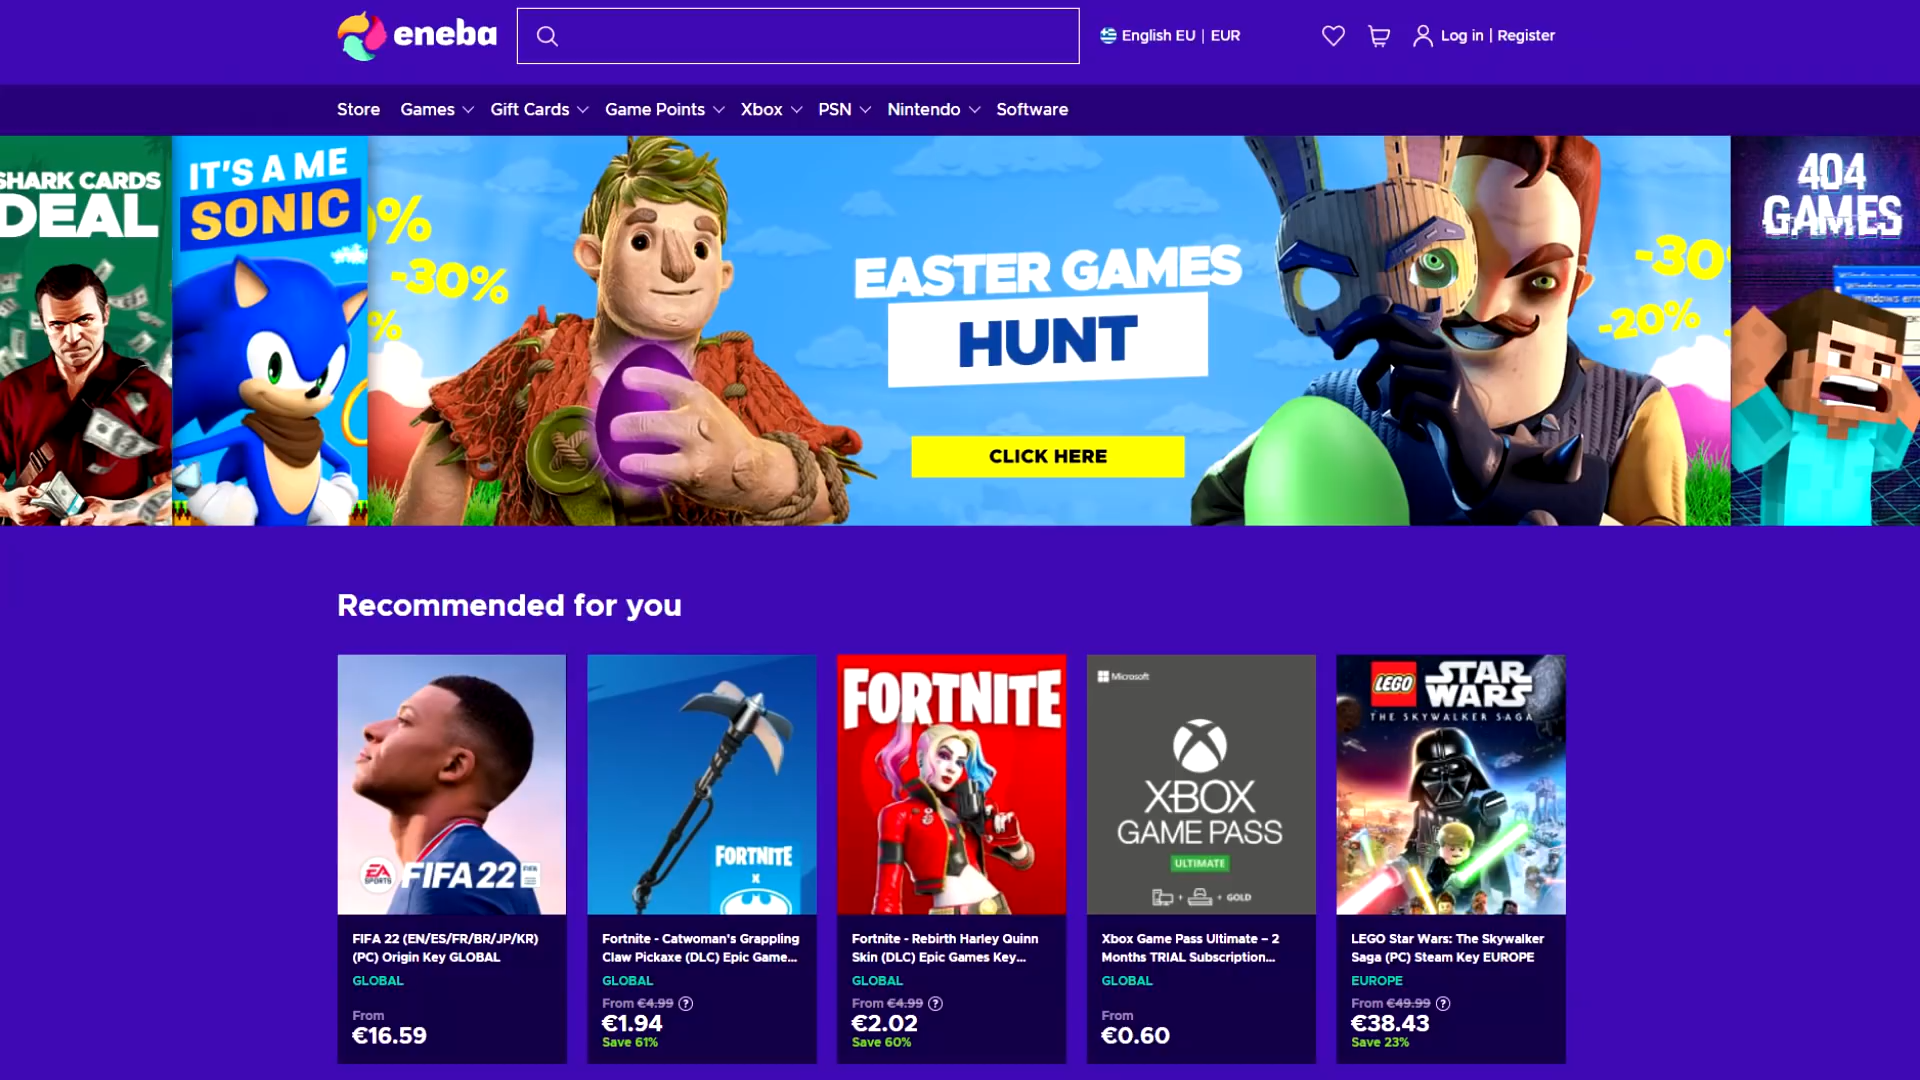 eneba
English EU | EUR
Log in | Register
Store Games Gift Cards Game Points Xbox PSN Nintendo Software
SHARK CARDS
DEAL
IT'S A ME
SONIC
0%
-30%
%
EASTER GAMES
HUNT
CLICK HERE
-30
-20%
404
GAMES
Recommended for you
EA
SPORTS
FIFA 22
FIFA 22 (EN/ES/FR/BR/JP/KR)
(PC) Origin Key GLOBAL
GLOBAL
From
€16.59
FORTNITE
X
Fortnite - Catwoman's Grappling
Claw Pickaxe (DLC) Epic Game...
GLOBAL
From €4.99 ?
€1.94
Save 61%
FORTNITE
Fortnite - Rebirth Harley Quinn
Skin (DLC) Epic Games Key...
GLOBAL
From €4.99 ?
€2.02
Save 60%
Microsoft
XBOX
GAME PASS
ULTIMATE
+ + GOLD
Xbox Game Pass Ultimate – 2
Months TRIAL Subscription...
GLOBAL
From
€0.60
LEGO STAR
WARS
THE SKYWALKER SAGA
LEGO Star Wars: The Skywalker
Saga (PC) Steam Key EUROPE
EUROPE
From €49.99 ?
€38.43
Save 23%